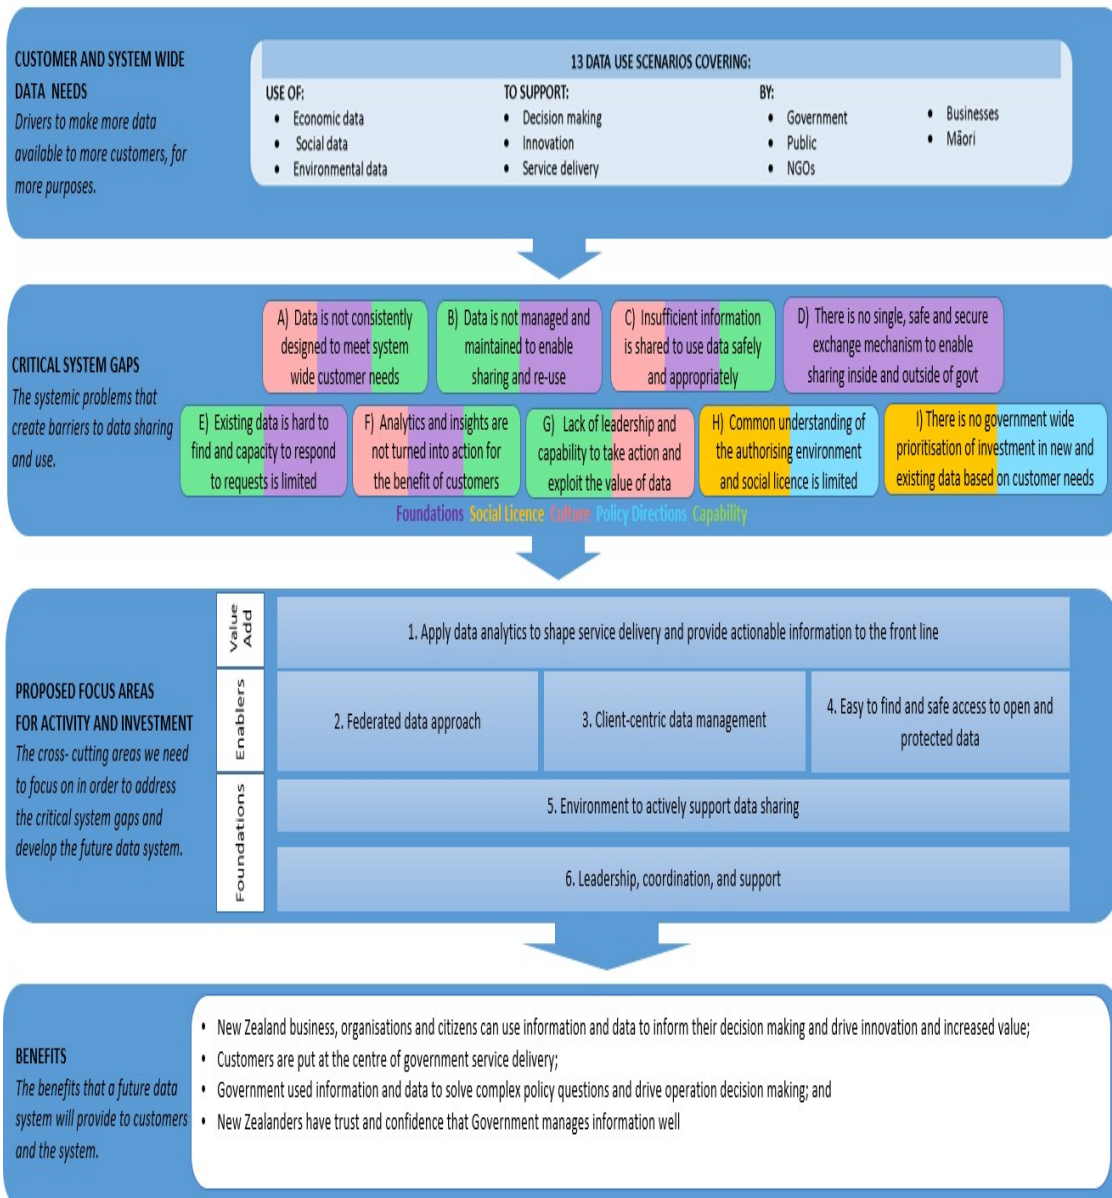 CUSTOMER AND SYSTEM WIDE
DATA NEEDS
Drivers to make more data
available to more customers, for
more purposes.
13 DATA USE SCENARIOS COVERING:
USE OF:
• Economic data
• Social data
• Environmental data
TO SUPPORT:
• Decision making
• Innovation
• Service delivery
BY:
• Government
• Public
• NGOs
• Businesses
• Māori
CRITICAL SYSTEM GAPS
The systemic problems that
create barriers to data sharing
and use.
A) Data is not consistently
designed to meet system
wide customer needs
B) Data is not managed and
maintained to enable
sharing and re-use
C) Insufficient information
is shared to use data safely
and appropriately
D) There is no single, safe and secure
exchange mechanism to enable
sharing inside and outside of govt
E) Existing data is hard to
find and capacity to respond
to requests is limited
F) Analytics and insights are
not turned into action for
the benefit of customers
G) Lack of leadership and
capability to take action and
exploit the value of data
H) Common understanding of
the authorising environment
and social licence is limited
I) There is no government wide
prioritisation of investment in new and
existing data based on customer needs
Foundations Social Licence Culture Policy Directions Capability
PROPOSED FOCUS AREAS
FOR ACTIVITY AND INVESTMENT
The cross- cutting areas we need
to focus on in order to address
the critical system gaps and
develop the future data system.
Value
Add
1. Apply data analytics to shape service delivery and provide actionable information to the front line
Enablers
2. Federated data approach
3. Client-centric data management
4. Easy to find and safe access to open and
protected data
Foundations
5. Environment to actively support data sharing
6. Leadership, coordination, and support
BENEFITS
The benefits that a future data
system will provide to customers
and the system.
• New Zealand business, organisations and citizens can use information and data to inform their decision making and drive innovation and increased value;
• Customers are put at the centre of government service delivery;
• Government used information and data to solve complex policy questions and drive operation decision making; and
• New Zealanders have trust and confidence that Government manages information well